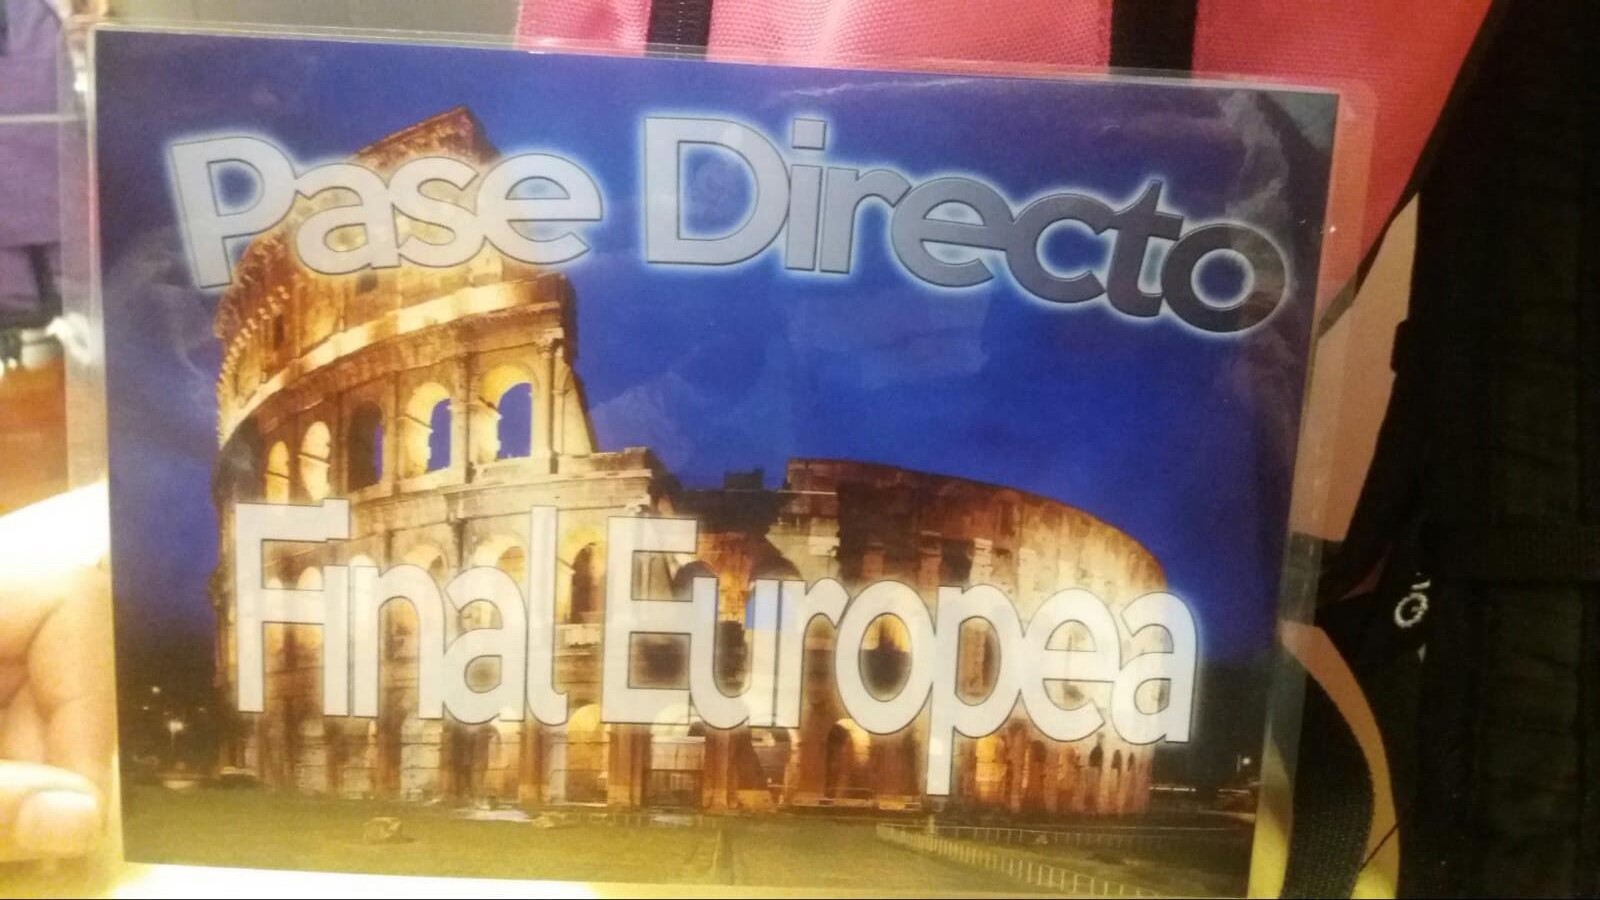 Pase Directo
Final Europea